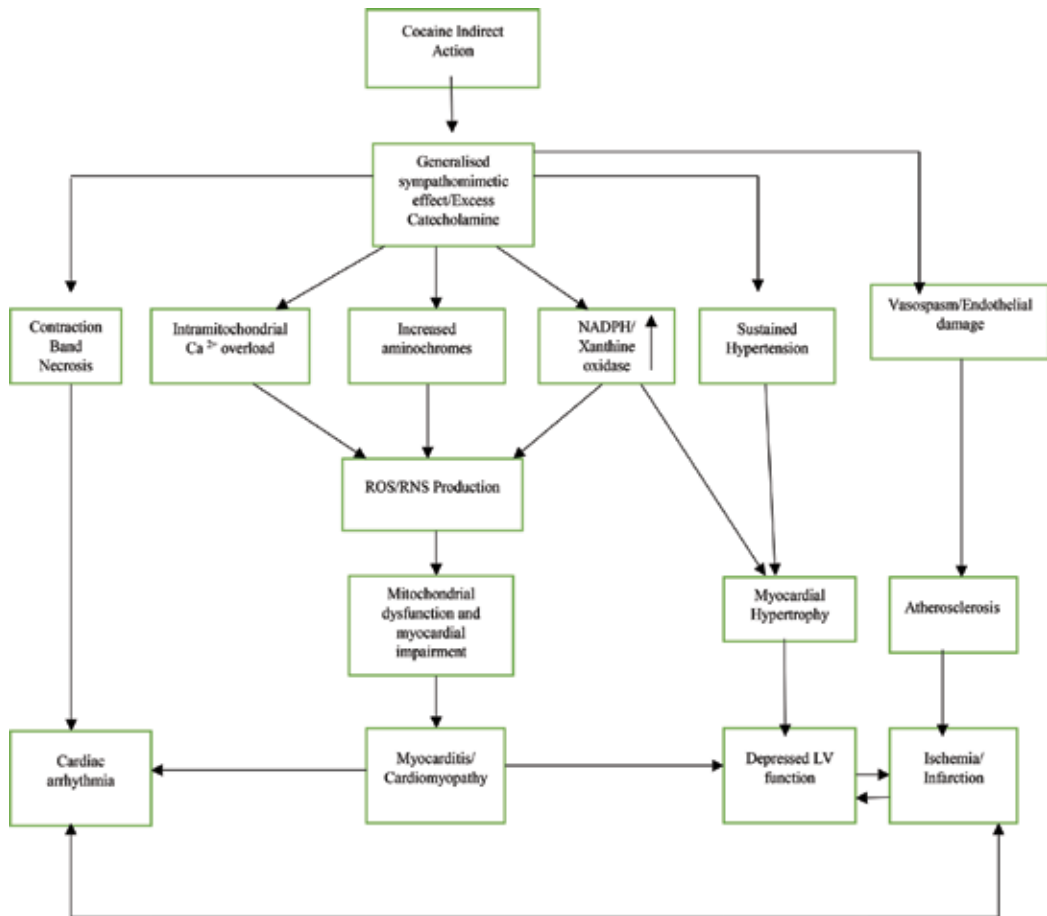 Cocaine Indirect
Action
Generalised
sympathomimetic
effect/Excess
Catecholamine
Contraction
Band
Necrosis
Intramitochondrial
Ca 2+ overload
Increased
aminochromes
NADPH/
Xanthine
oxidase
Sustained
Hypertension
Vasospasm/Endothelial
damage
ROS/RNS Production
Mitochondrial
dysfunction and
myocardial
impairment
Myocardial
Hypertrophy
Atherosclerosis
Cardiac
arrhythmia
Myocarditis/
Cardiomyopathy
Depressed LV
function
Ischemia/
Infarction